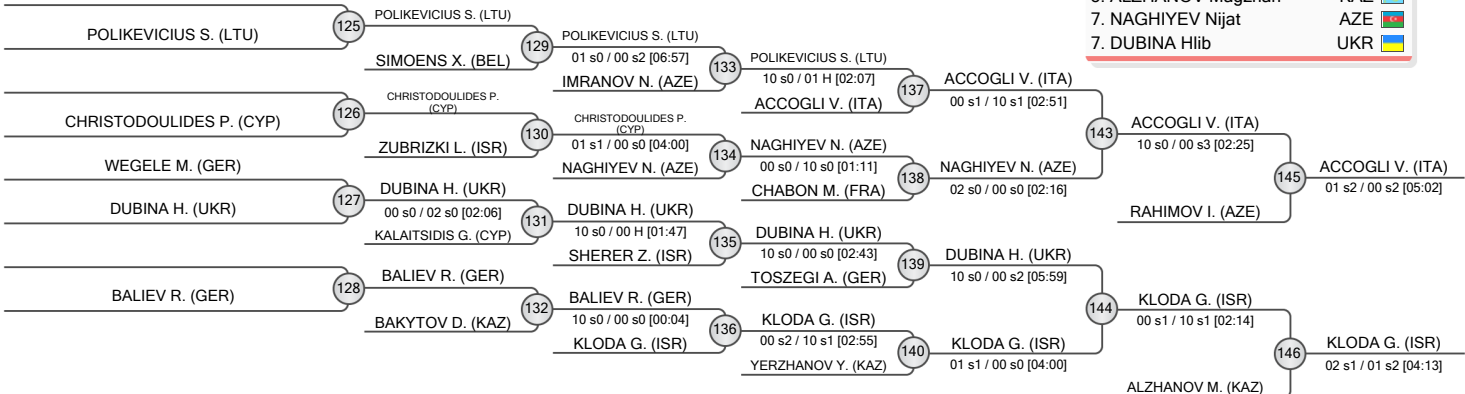 5. ALZHANOV Magzhan KAZ
7. NAGHIYEV Nijat AZE
7. DUBINA Hlib UKR
POLIKEVICIUS S. (LTU)
125
POLIKEVICIUS S. (LTU)
SIMOENS X. (BEL)
129
POLIKEVICIUS S. (LTU)
01 s0 / 00 s2 [06:57]
IMRANOV N. (AZE)
133
POLIKEVICIUS S. (LTU)
10 s0 / 01 H [02:07]
ACCOGLI V. (ITA)
137
ACCOGLI V. (ITA)
00 s1 / 10 s1 [02:51]
CHRISTODOULIDES P. (CYP)
126
CHRISTODOULIDES P.
(CYP)
ZUBRIZKI L. (ISR)
130
CHRISTODOULIDES P.
(CYP)
01 s1 / 00 s0 [04:00]
NAGHIYEV N. (AZE)
134
NAGHIYEV N. (AZE)
00 s0 / 10 s0 [01:11]
CHABON M. (FRA)
138
NAGHIYEV N. (AZE)
02 s0 / 00 s0 [02:16]
143
ACCOGLI V. (ITA)
10 s0 / 00 s3 [02:25]
RAHIMOV I. (AZE)
145
ACCOGLI V. (ITA)
01 s2 / 00 s2 [05:02]
WEGELE M. (GER)
DUBINA H. (UKR)
127
DUBINA H. (UKR)
00 s0 / 02 s0 [02:06]
KALAITSIDIS G. (CYP)
131
DUBINA H. (UKR)
10 s0 / 00 H [01:47]
SHERER Z. (ISR)
135
DUBINA H. (UKR)
10 s0 / 00 s0 [02:43]
TOSZEGI A. (GER)
139
DUBINA H. (UKR)
10 s0 / 00 s2 [05:59]
BALIEV R. (GER)
128
BALIEV R. (GER)
BAKYTOV D. (KAZ)
132
BALIEV R. (GER)
10 s0 / 00 s0 [00:04]
KLODA G. (ISR)
136
KLODA G. (ISR)
00 s2 / 10 s1 [02:55]
YERZHANOV Y. (KAZ)
140
KLODA G. (ISR)
01 s1 / 00 s0 [04:00]
144
KLODA G. (ISR)
00 s1 / 10 s1 [02:14]
ALZHANOV M. (KAZ)
146
KLODA G. (ISR)
02 s1 / 01 s2 [04:13]